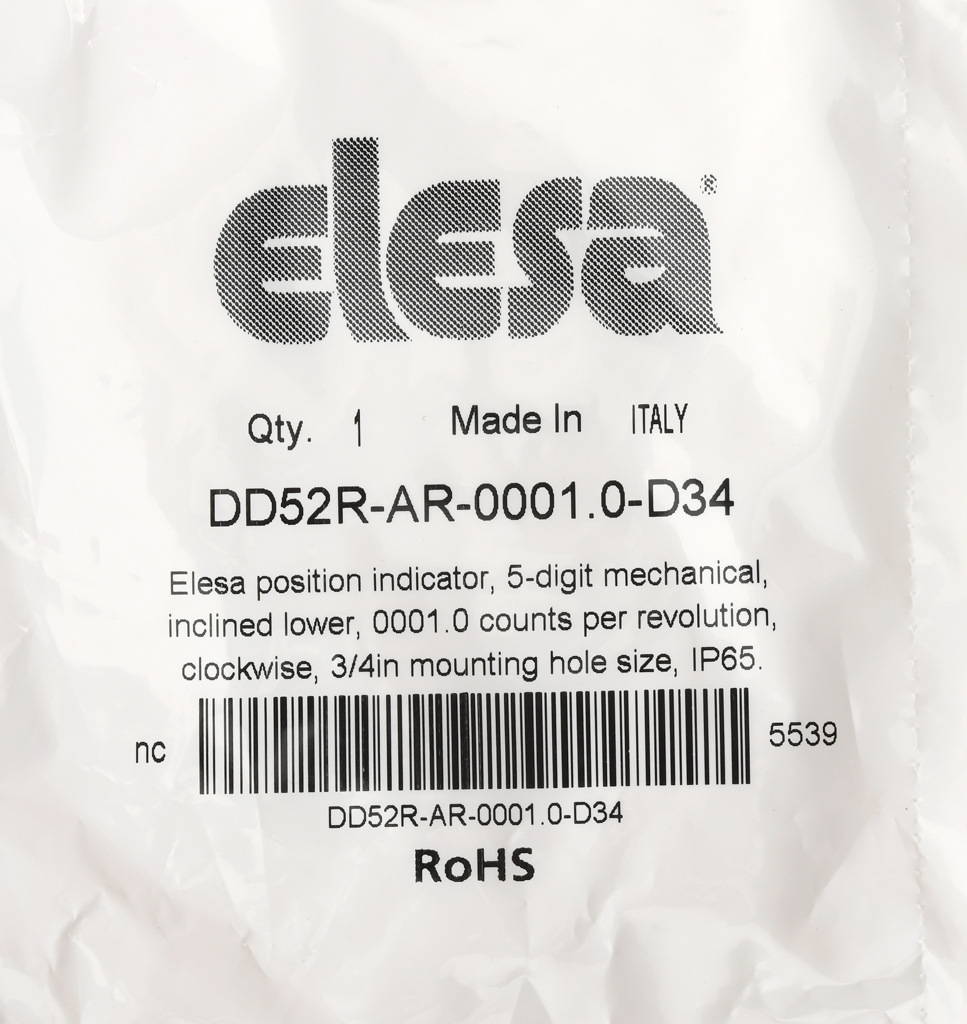 elesa®
Qty. 1 Made In ITALY
DD52R-AR-0001.0-D34
Elesa position indicator, 5-digit mechanical,
inclined lower, 0001.0 counts per revolution,
clockwise, 3/4in mounting hole size, IP65.
nc 5539
DD52R-AR-0001.0-D34
RoHS